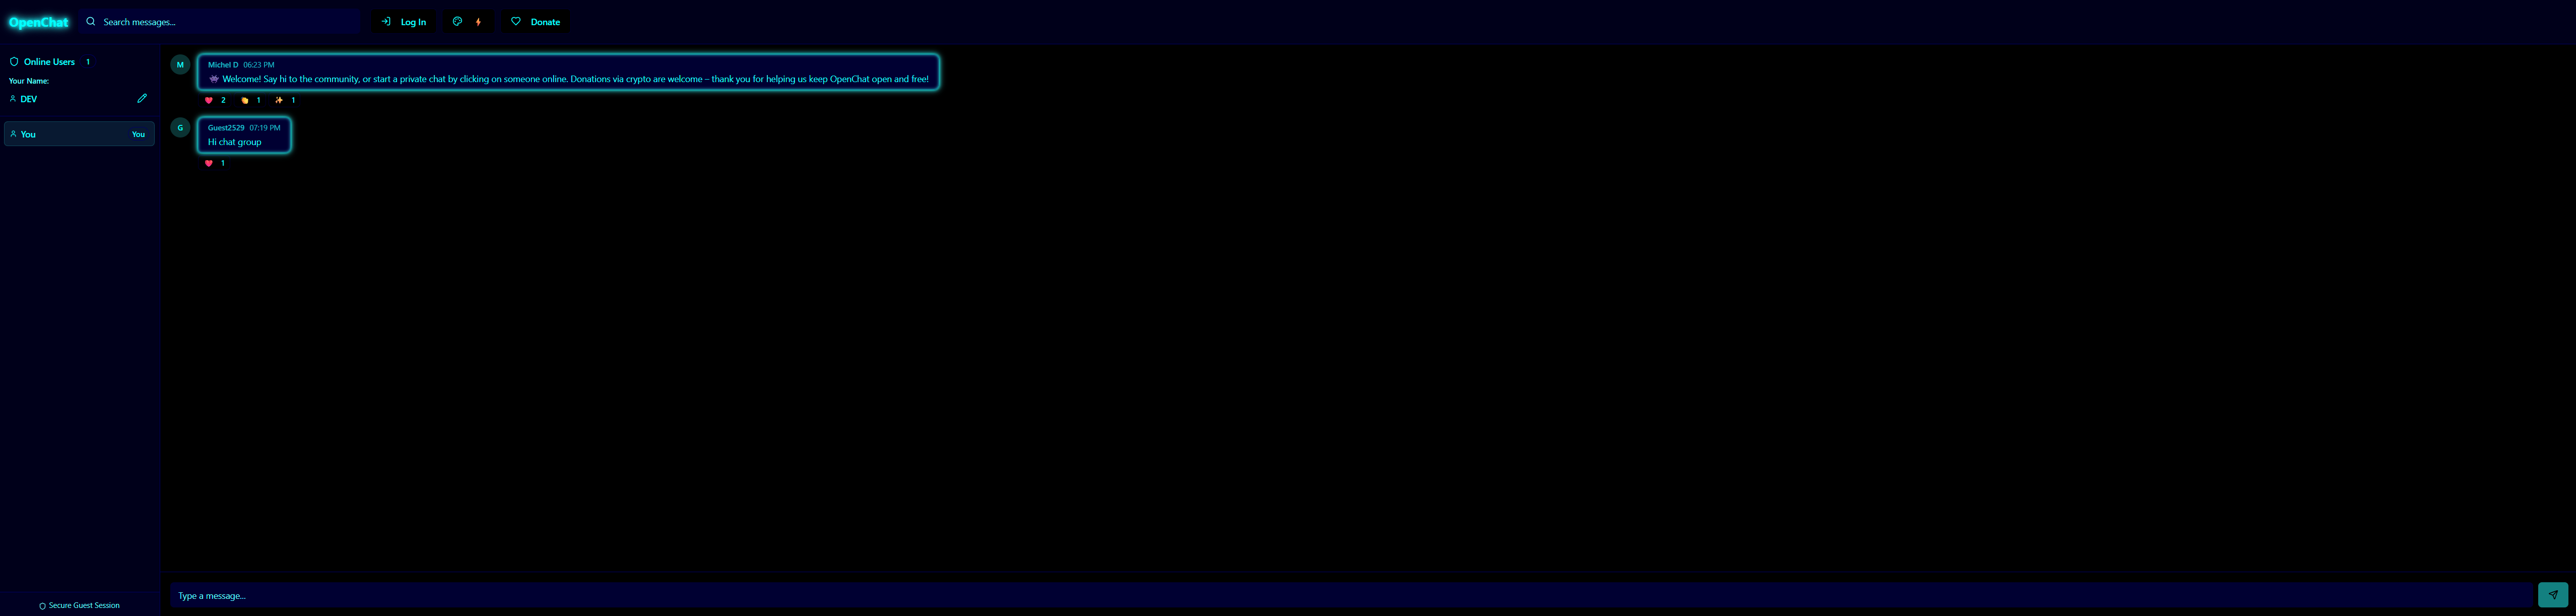 OpenChat
Search messages...
Log In
Donate
Online Users 1
Your Name:
DEV
You You
M
Michel D 06:23 PM
👾 Welcome! Say hi to the community, or start a private chat by clicking on someone online. Donations via crypto are welcome – thank you for helping us keep OpenChat open and free!
❤️ 2 👏 1 ✨ 1
G
Guest2529 07:19 PM
Hi chat group
❤️ 1
Type a message...
Secure Guest Session